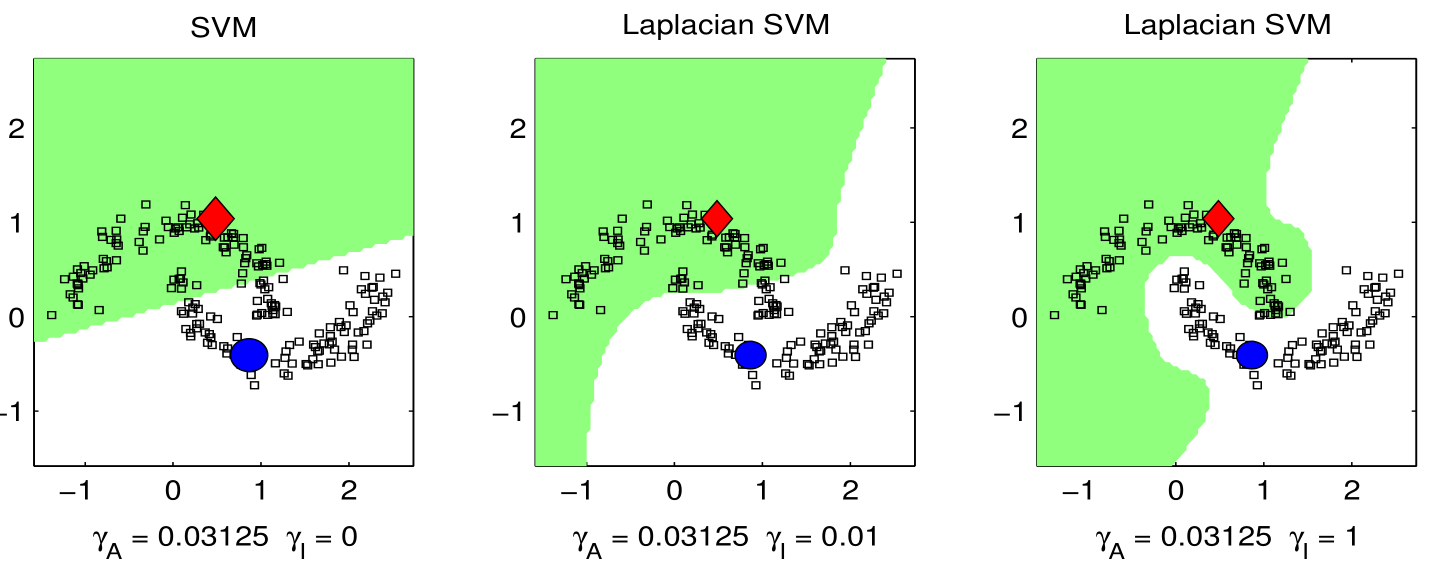 SVM
Laplacian SVM
Laplacian SVM
2
1
0
−1
−1 0 1 2
γA = 0.03125 γI = 0
2
1
0
−1
−1 0 1 2
γA = 0.03125 γI = 0.01
2
1
0
−1
−1 0 1 2
γA = 0.03125 γI = 1